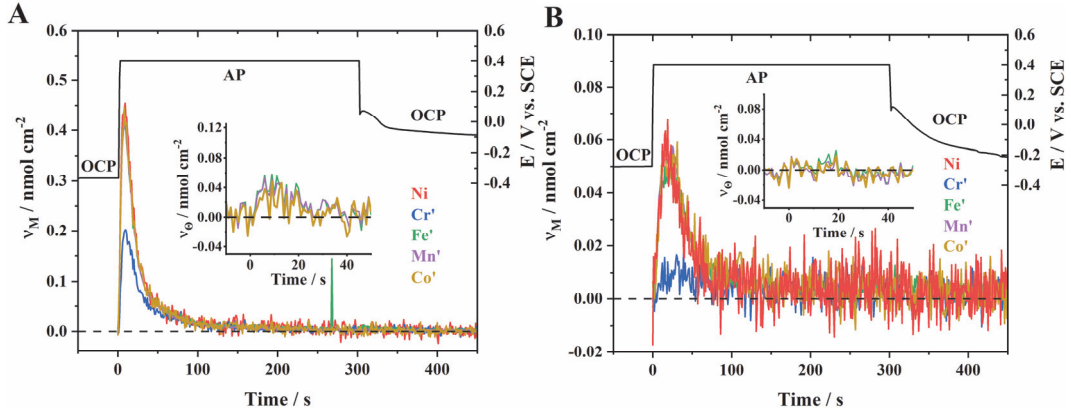 A
0.6
0.5
0.4
0.3
0.2
0.1
0.0
ν_M / nmol cm⁻²
0 100 200 300 400
Time / s
0.6
0.4
0.2
0.0
-0.2
-0.4
E / V vs. SCE
OCP
AP
OCP
Ni
Cr'
Fe'
Mn'
Co'
0.12
0.08
0.04
0.00
-0.04
ν_Θ / nmol cm⁻²
0 20 40
Time / s
B
0.10
0.08
0.06
0.04
0.02
0.00
-0.02
ν_M / nmol cm⁻²
0 100 200 300 400
Time / s
0.6
0.4
0.2
0.0
-0.2
-0.4
E / V vs. SCE
OCP
AP
OCP
Ni
Cr'
Fe'
Mn'
Co'
0.10
0.05
0.00
-0.05
ν_Θ / nmol cm⁻²
0 20 40
Time / s